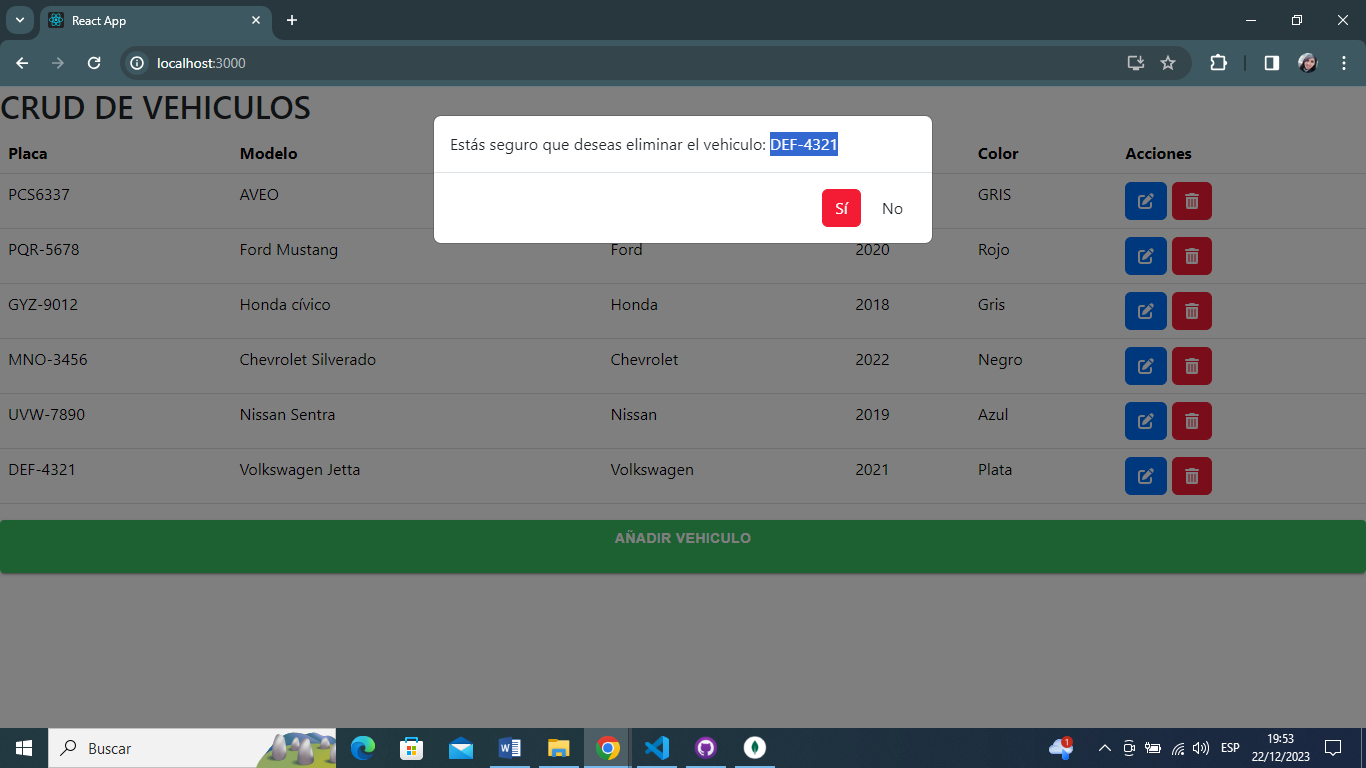 React App
localhost:3000
CRUD DE VEHICULOS
Estás seguro que deseas eliminar el vehiculo: DEF-4321
Sí No
Placa Modelo Color Acciones
PCS6337 AVEO GRIS
PQR-5678 Ford Mustang Ford 2020 Rojo
GYZ-9012 Honda cívico Honda 2018 Gris
MNO-3456 Chevrolet Silverado Chevrolet 2022 Negro
UVW-7890 Nissan Sentra Nissan 2019 Azul
DEF-4321 Volkswagen Jetta Volkswagen 2021 Plata
AÑADIR VEHICULO
Buscar
1
ESP
19:53
22/12/2023